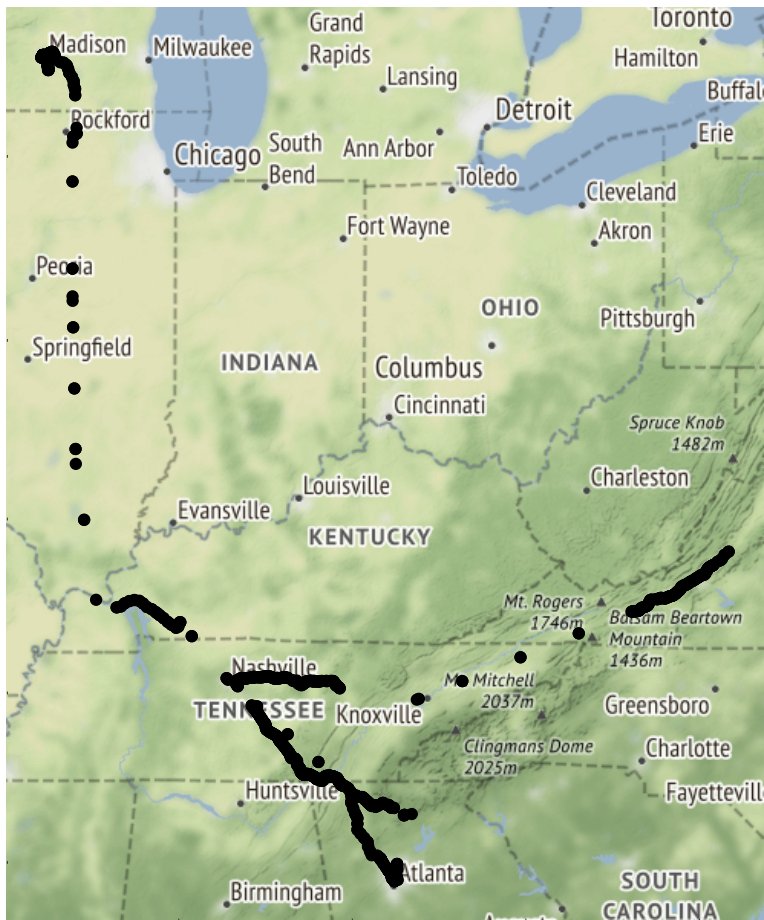 Toronto
Grand
Rapids
Madison
Milwaukee
Hamilton
Lansing
Buffal
Rockford
Detroit
Erie
South
Bend
Ann Arbor
Chicago
Toledo
Cleveland
Fort Wayne
Akron
Peoria
OHIO
Pittsburgh
Springfield
INDIANA
Columbus
Cincinnati
Spruce Knob
1482m
Charleston
Louisville
Evansville
KENTUCKY
Mt. Rogers
1746m
Balsam Beartown
Mountain
1436m
Nashville
Mt. Mitchell
2037m
TENNESSEE
Knoxville
Greensboro
Clingmans Dome
2025m
Charlotte
Huntsville
Fayettevill
Atlanta
Birmingham
SOUTH
CAROLINA